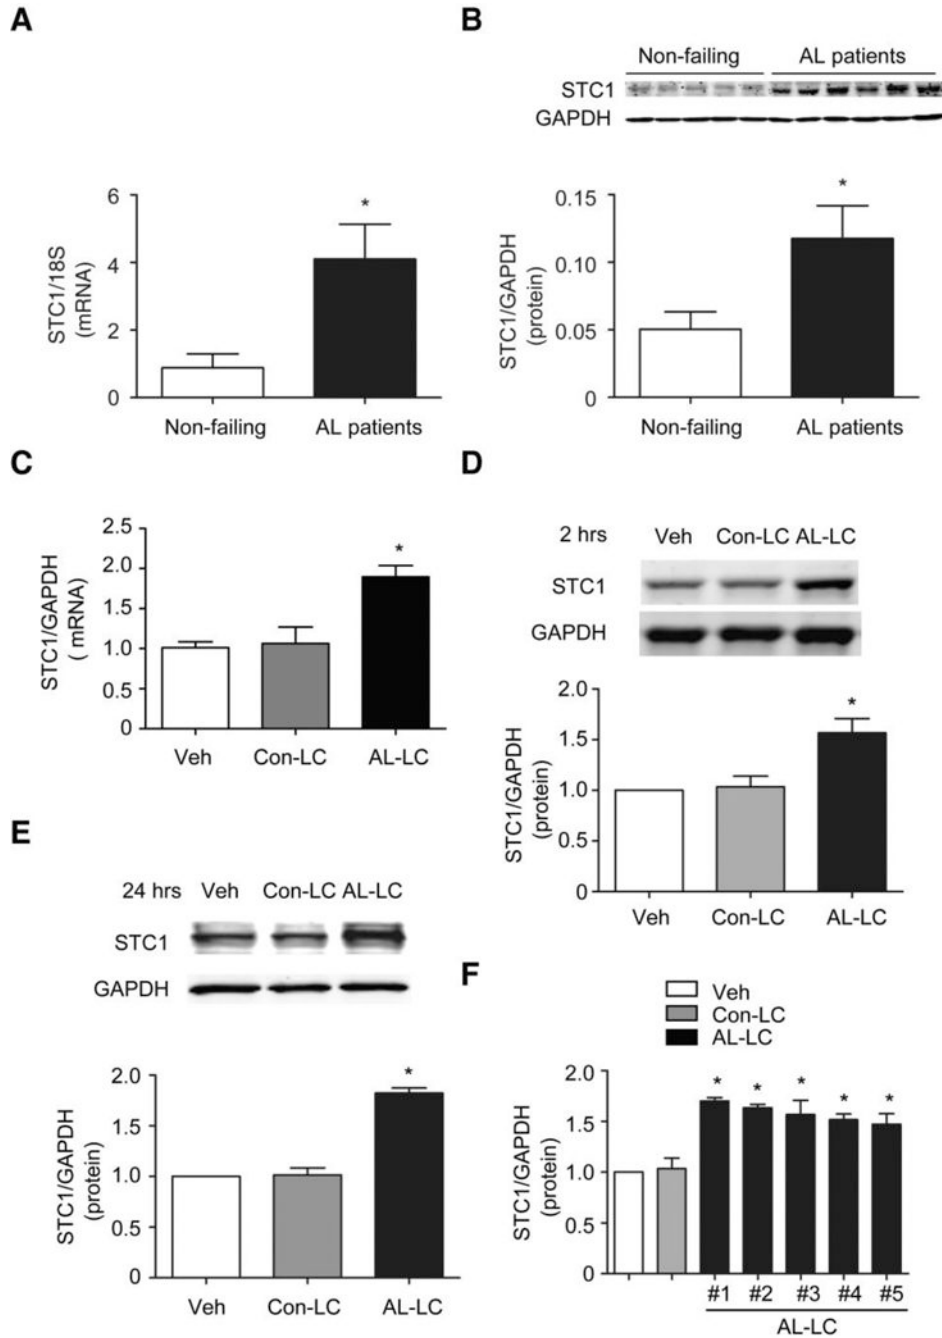 A
STC1/18S
(mRNA)
6
4
2
0
*
Non-failing
AL patients
B
Non-failing
AL patients
STC1
GAPDH
STC1/GAPDH
(protein)
0.15
0.10
0.05
0
*
Non-failing
AL patients
C
STC1/GAPDH
( mRNA)
2.5
2.0
1.5
1.0
0.5
0
*
Veh
Con-LC
AL-LC
D
2 hrs
Veh
Con-LC
AL-LC
STC1
GAPDH
STC1/GAPDH
(protein)
2.0
1.5
1.0
0.5
0
*
Veh
Con-LC
AL-LC
E
24 hrs
Veh
Con-LC
AL-LC
STC1
GAPDH
STC1/GAPDH
(protein)
2.0
1.5
1.0
0.5
0
*
Veh
Con-LC
AL-LC
F
Veh
Con-LC
AL-LC
STC1/GAPDH
(protein)
2.0
1.5
1.0
0.5
0
* * * * *
#1 #2 #3 #4 #5
AL-LC